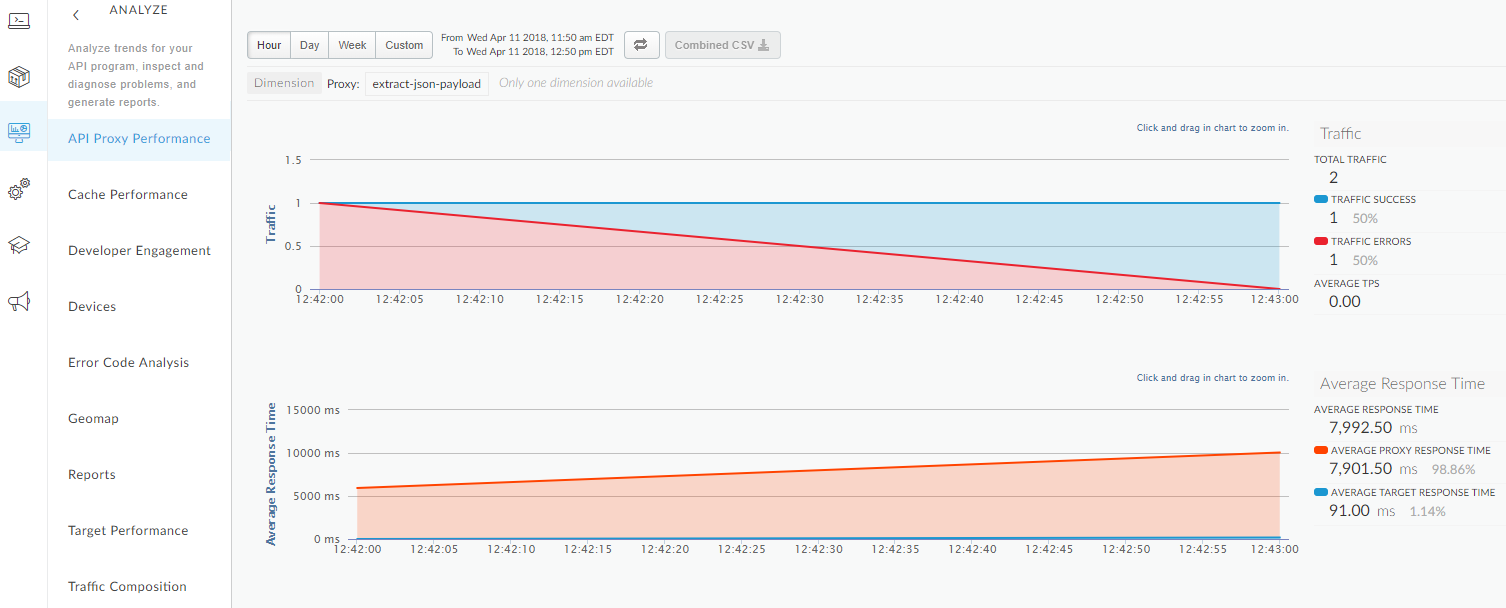 ANALYZE
Analyze trends for your
API program, inspect and
diagnose problems, and
generate reports.
API Proxy Performance
Cache Performance
Developer Engagement
Devices
Error Code Analysis
Geomap
Reports
Target Performance
Traffic Composition
Hour Day Week Custom
From Wed Apr 11 2018, 11:50 am EDT
To Wed Apr 11 2018, 12:50 pm EDT
Combined CSV
Dimension Proxy: extract-json-payload Only one dimension available
Click and drag in chart to zoom in.
Traffic
1.5
1
0.5
0
12:42:00 12:42:05 12:42:10 12:42:15 12:42:20 12:42:25 12:42:30 12:42:35 12:42:40 12:42:45 12:42:50 12:42:55 12:43:00
Traffic
TOTAL TRAFFIC
2
TRAFFIC SUCCESS
1 50%
TRAFFIC ERRORS
1 50%
AVERAGE TPS
0.00
Click and drag in chart to zoom in.
Average Response Time
15000 ms
10000 ms
5000 ms
0 ms
12:42:00 12:42:05 12:42:10 12:42:15 12:42:20 12:42:25 12:42:30 12:42:35 12:42:40 12:42:45 12:42:50 12:42:55 12:43:00
Average Response Time
AVERAGE RESPONSE TIME
7,992.50 ms
AVERAGE PROXY RESPONSE TIME
7,901.50 ms 98.86%
AVERAGE TARGET RESPONSE TIME
91.00 ms 1.14%